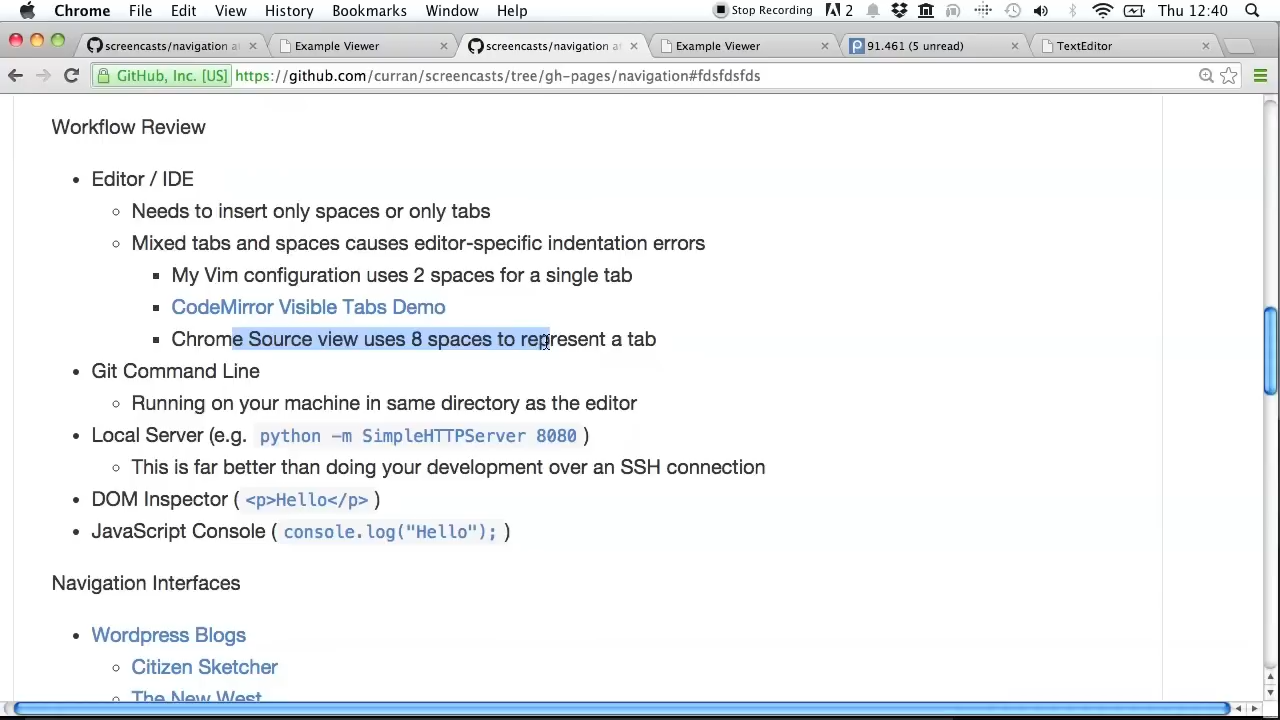 Chrome File Edit View History Bookmarks Window Help Stop Recording 2 Thu 12:40
screencasts/navigation at Example Viewer screencasts/navigation at Example Viewer 91.461 (5 unread) TextEditor
GitHub, Inc. [US] https://github.com/curran/screencasts/tree/gh-pages/navigation#fdsfdsfds
Workflow Review
Editor / IDE
Needs to insert only spaces or only tabs
Mixed tabs and spaces causes editor-specific indentation errors
My Vim configuration uses 2 spaces for a single tab
CodeMirror Visible Tabs Demo
Chrome Source view uses 8 spaces to represent a tab
Git Command Line
Running on your machine in same directory as the editor
Local Server (e.g. python -m SimpleHTTPServer 8080 )
This is far better than doing your development over an SSH connection
DOM Inspector ( <p>Hello</p> )
JavaScript Console ( console.log("Hello"); )
Navigation Interfaces
Wordpress Blogs
Citizen Sketcher
The New West